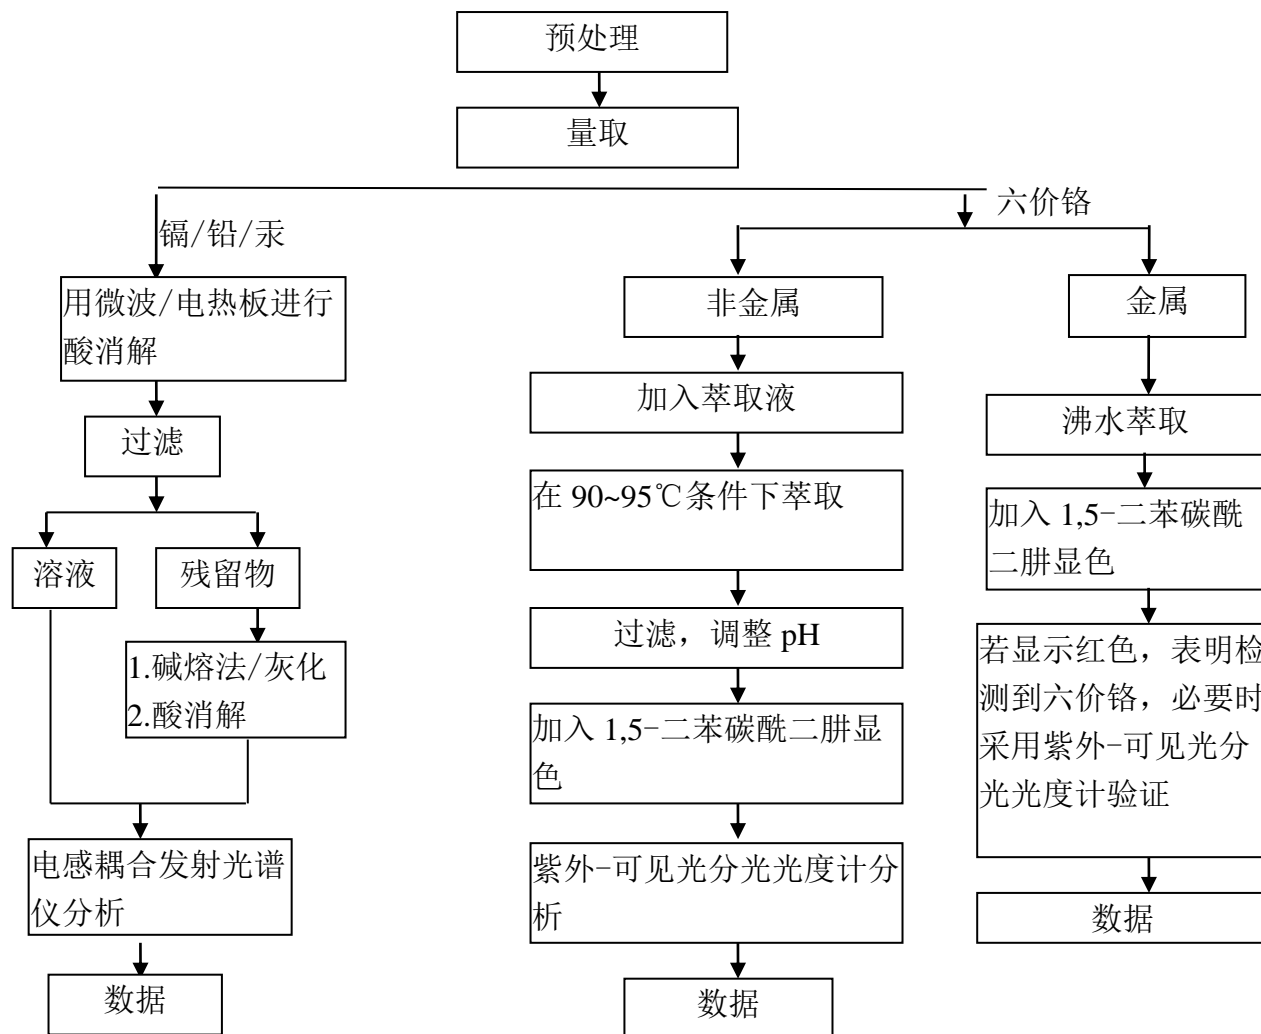 预处理
量取
镉/铅/汞
六价铬
用微波/电热板进行
酸消解
过滤
溶液
残留物
1.碱熔法/灰化
2.酸消解
电感耦合发射光谱
仪分析
数据
非金属
加入萃取液
在 90~95℃条件下萃取
过滤，调整 pH
加入 1,5-二苯碳酰二肼显
色
紫外-可见光分光光度计分
析
数据
金属
沸水萃取
加入 1,5-二苯碳酰
二肼显色
若显示红色，表明检
测到六价铬，必要时
采用紫外-可见光分
光光度计验证
数据